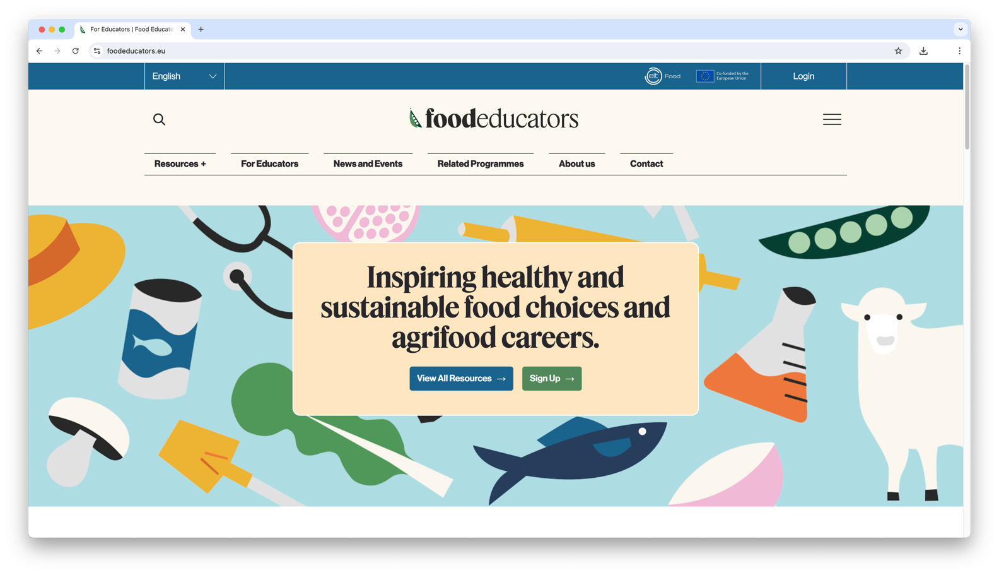 For Educators | Food Educato
foodeducators.eu
English
eit Food
Co-funded by the
European Union
Login
foodeducators
Resources +
For Educators
News and Events
Related Programmes
About us
Contact
Inspiring healthy and
sustainable food choices and
agrifood careers.
View All Resources →
Sign Up →